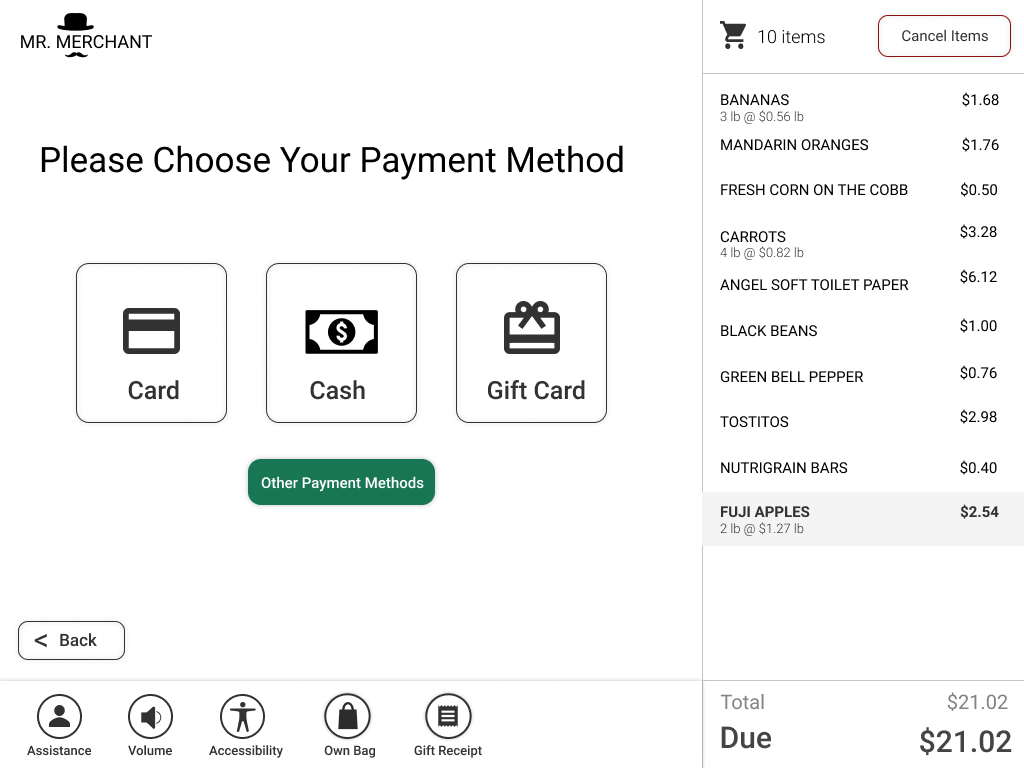 MR. MERCHANT
10 items
Cancel Items
Please Choose Your Payment Method
Card
$
Cash
Gift Card
Other Payment Methods
< Back
Assistance
Volume
Accessibility
Own Bag
Gift Receipt
BANANAS $1.68
3 lb @ $0.56 lb
MANDARIN ORANGES $1.76
FRESH CORN ON THE COBB $0.50
CARROTS $3.28
4 lb @ $0.82 lb
ANGEL SOFT TOILET PAPER $6.12
BLACK BEANS $1.00
GREEN BELL PEPPER $0.76
TOSTITOS $2.98
NUTRIGRAIN BARS $0.40
FUJI APPLES $2.54
2 lb @ $1.27 lb
Total $21.02
Due $21.02